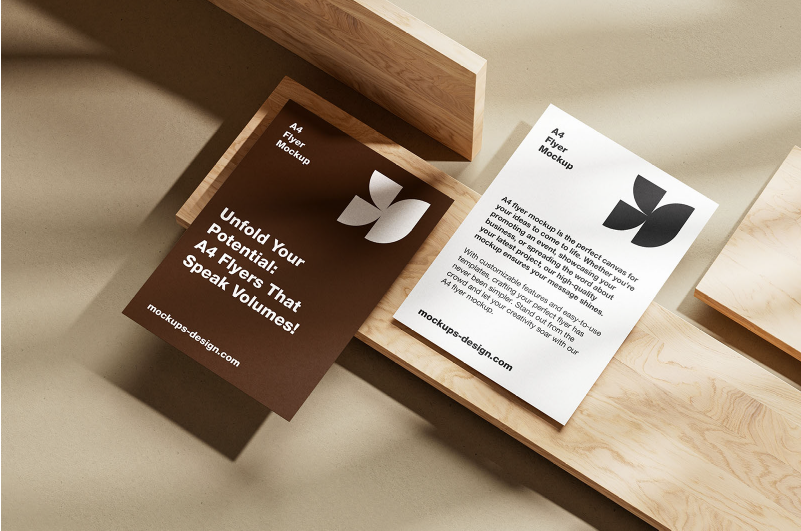 A4
Flyer
Mockup
Unfold Your
Potential:
A4 Flyers That
Speak Volumes!
mockups-design.com
A4
Flyer
Mockup
A4 flyer mockup is the perfect canvas for
your ideas to come to life. Whether you're
promoting an event, showcasing your
business, or spreading the word about
your latest project, our high-quality
mockup ensures your message shines.
With customizable features and easy-to-use
templates, crafting your perfect flyer has
never been simpler. Stand out from the
crowd and let your creativity soar with our
A4 flyer mockup.
mockups-design.com